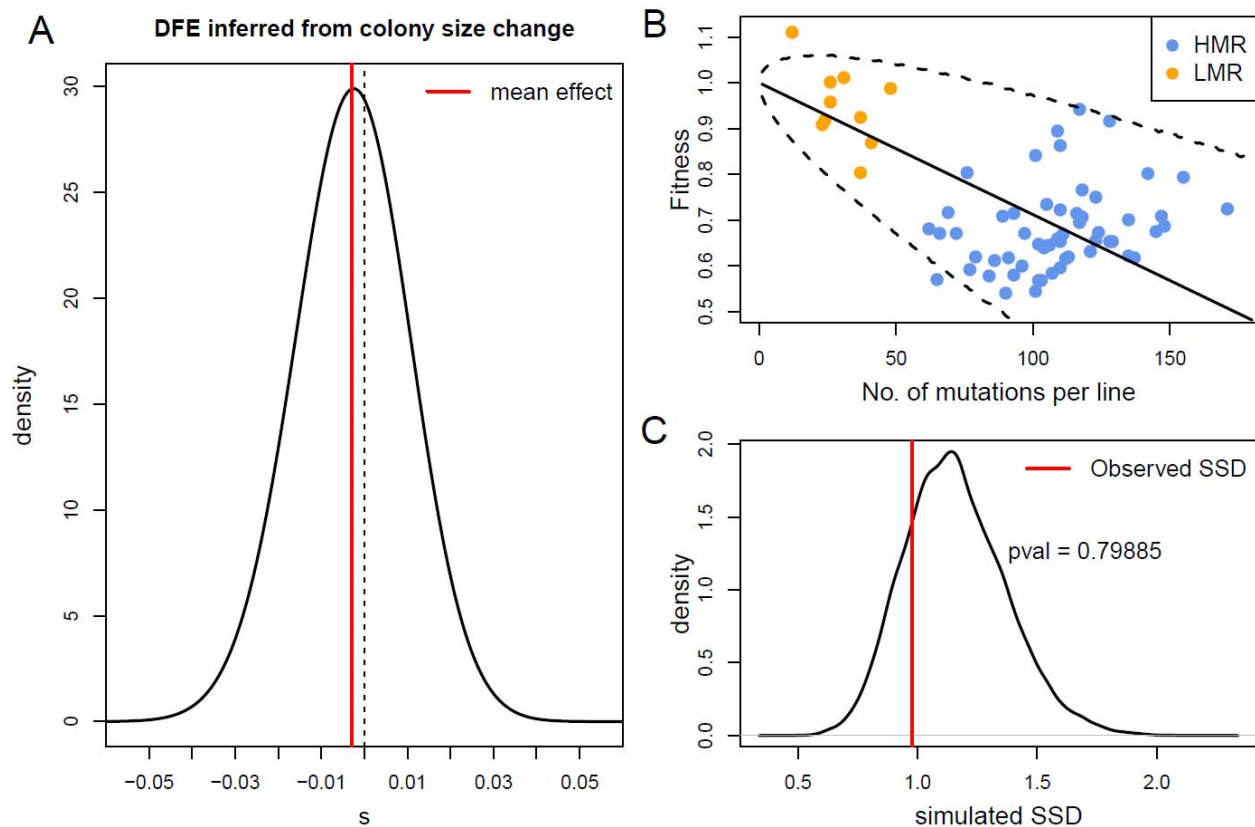 A
DFE inferred from colony size change
mean effect
density
0
5
10
15
20
25
30
−0.05
−0.03
−0.01
0.01
0.03
0.05
s
B
HMR
LMR
Fitness
0.5
0.6
0.7
0.8
0.9
1.0
1.1
0
50
100
150
No. of mutations per line
C
Observed SSD
pval = 0.79885
density
0.0
0.5
1.0
1.5
2.0
0.5
1.0
1.5
2.0
simulated SSD